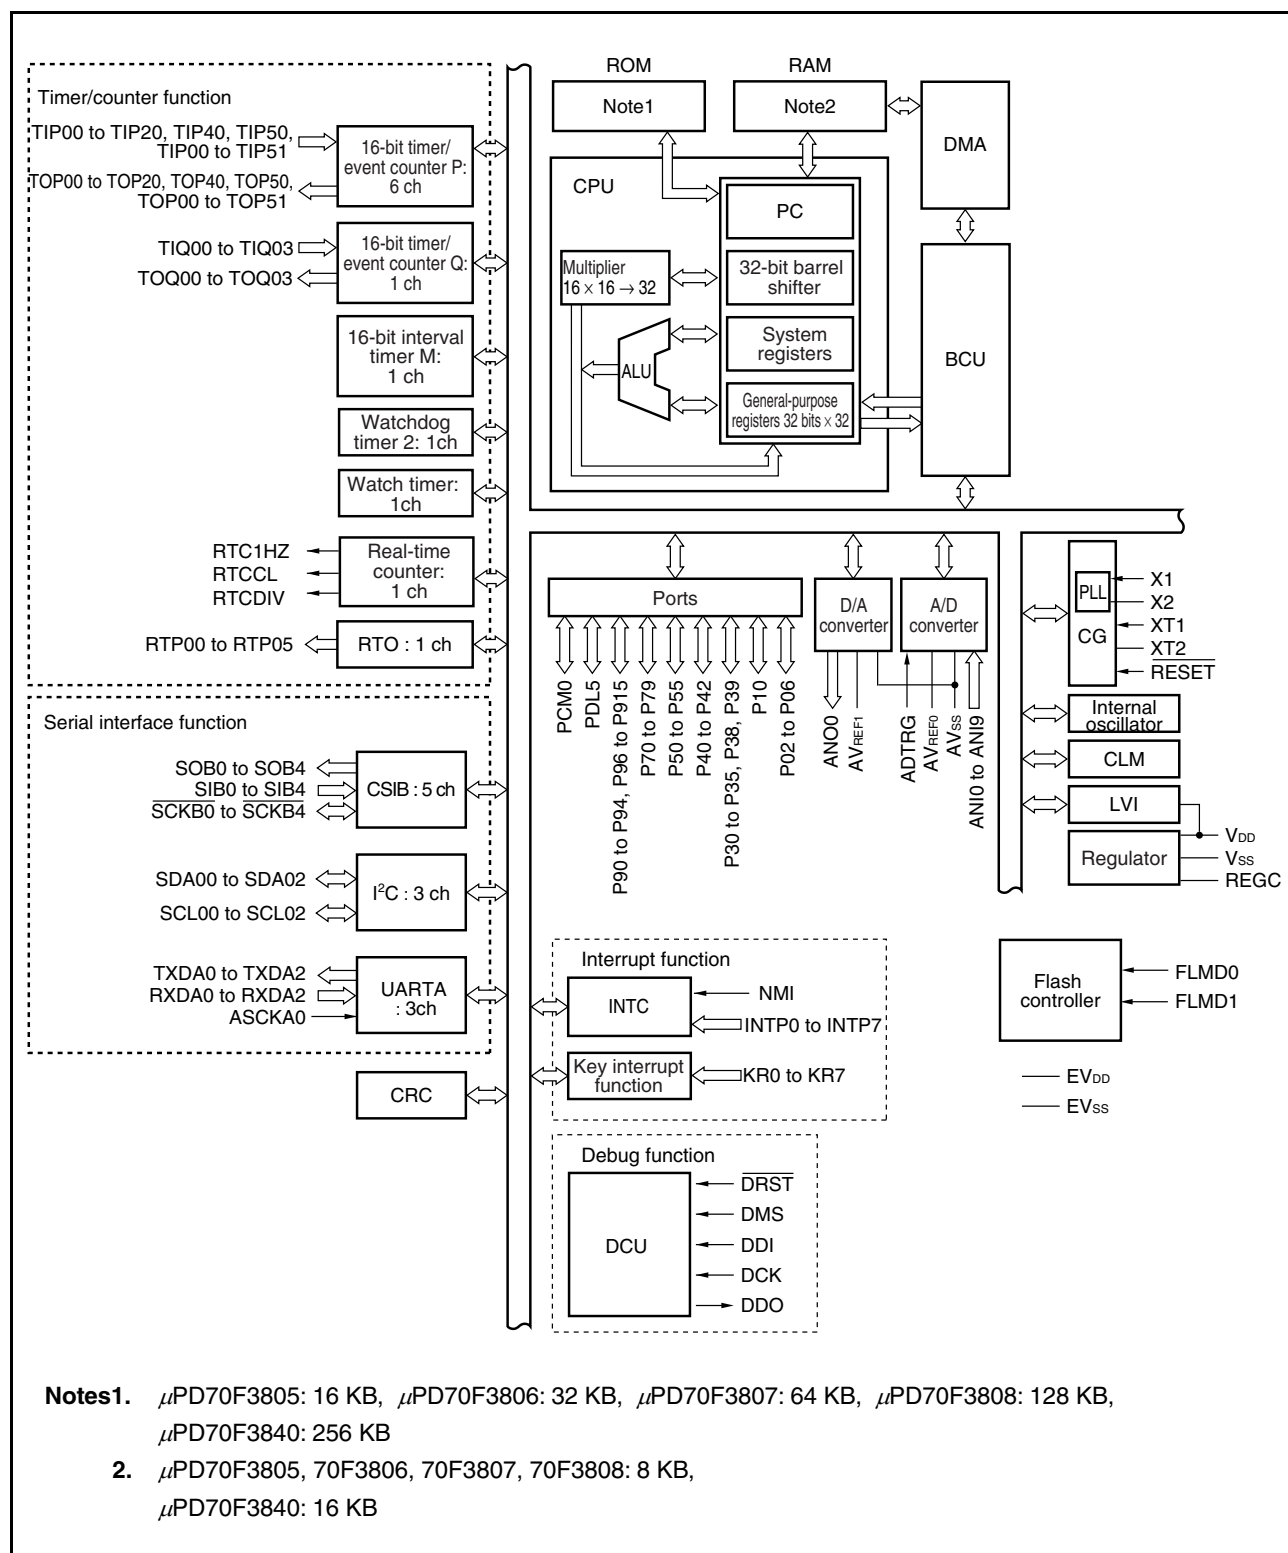 Timer/counter function
TIP00 to TIP20, TIP40, TIP50,
TIP00 to TIP51
TOP00 to TOP20, TOP40, TOP50,
TOP00 to TOP51
16-bit timer/
event counter P:
6 ch
TIQ00 to TIQ03
TOQ00 to TOQ03
16-bit timer/
event counter Q:
1 ch
16-bit interval
timer M:
1 ch
Watchdog
timer 2: 1ch
Watch timer:
1ch
RTC1HZ
RTCCL
RTCDIV
Real-time
counter:
1 ch
RTP00 to RTP05
RTO : 1 ch
Serial interface function
SOB0 to SOB4
SIB0 to SIB4
SCKB0 to SCKB4
CSIB : 5 ch
SDA00 to SDA02
SCL00 to SCL02
I²C : 3 ch
TXDA0 to TXDA2
RXDA0 to RXDA2
ASCKA0
UARTA
: 3ch
CRC
ROM
Note1
RAM
Note2
DMA
CPU
PC
Multiplier
16 × 16 → 32
32-bit barrel
shifter
ALU
System
registers
General-purpose
registers 32 bits × 32
BCU
Ports
PCM0
PDL5
P90 to P94, P96 to P915
P70 to P79
P50 to P55
P40 to P42
P30 to P35, P38, P39
P10
P02 to P06
D/A
converter
ANO0
AVREF1
A/D
converter
ADTRG
AVREF0
AVSS
ANI0 to ANI9
PLL
CG
X1
X2
XT1
XT2
RESET
Internal
oscillator
CLM
LVI
Regulator
VDD
VSS
REGC
Interrupt function
INTC
NMI
INTP0 to INTP7
Key interrupt
function
KR0 to KR7
Flash
controller
FLMD0
FLMD1
EVDD
EVSS
Debug function
DCU
DRST
DMS
DDI
DCK
DDO
Notes1. μPD70F3805: 16 KB, μPD70F3806: 32 KB, μPD70F3807: 64 KB, μPD70F3808: 128 KB,
μPD70F3840: 256 KB
2. μPD70F3805, 70F3806, 70F3807, 70F3808: 8 KB,
μPD70F3840: 16 KB